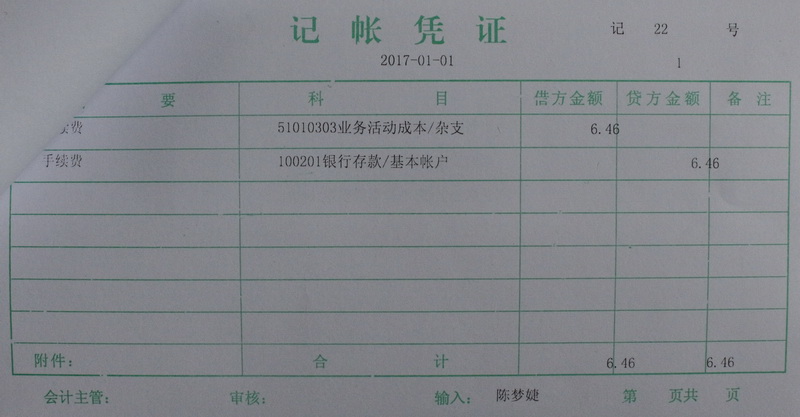 记帐凭证 记 22 号
2017-01-01 1
要 科目 借方金额 贷方金额 备注
续费 51010303业务活动成本/杂支 6.46
手续费 100201银行存款/基本帐户 6.46
附件： 合计 6.46 6.46
会计主管： 审核： 输入： 陈梦婕 第 页共 页